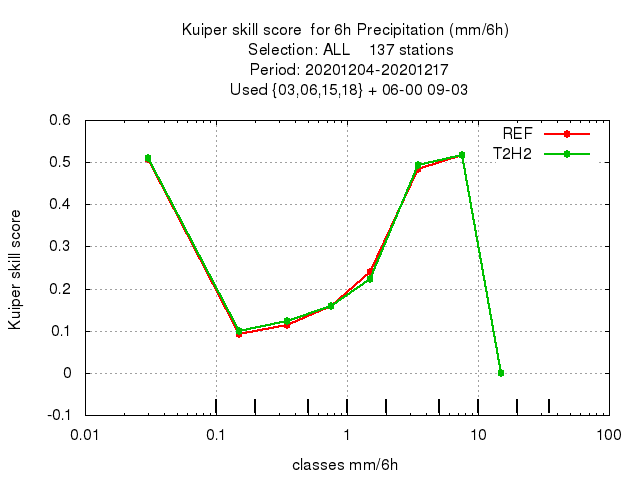 Kuiper skill score  for 6h Precipitation (mm/6h)
Selection: ALL    137 stations
Period: 20201204-20201217
Used {03,06,15,18} + 06-00 09-03
REF
T2H2
0.6
0.5
0.4
0.3
0.2
0.1
0
-0.1
Kuiper skill score
0.01 0.1 1 10 100
classes mm/6h